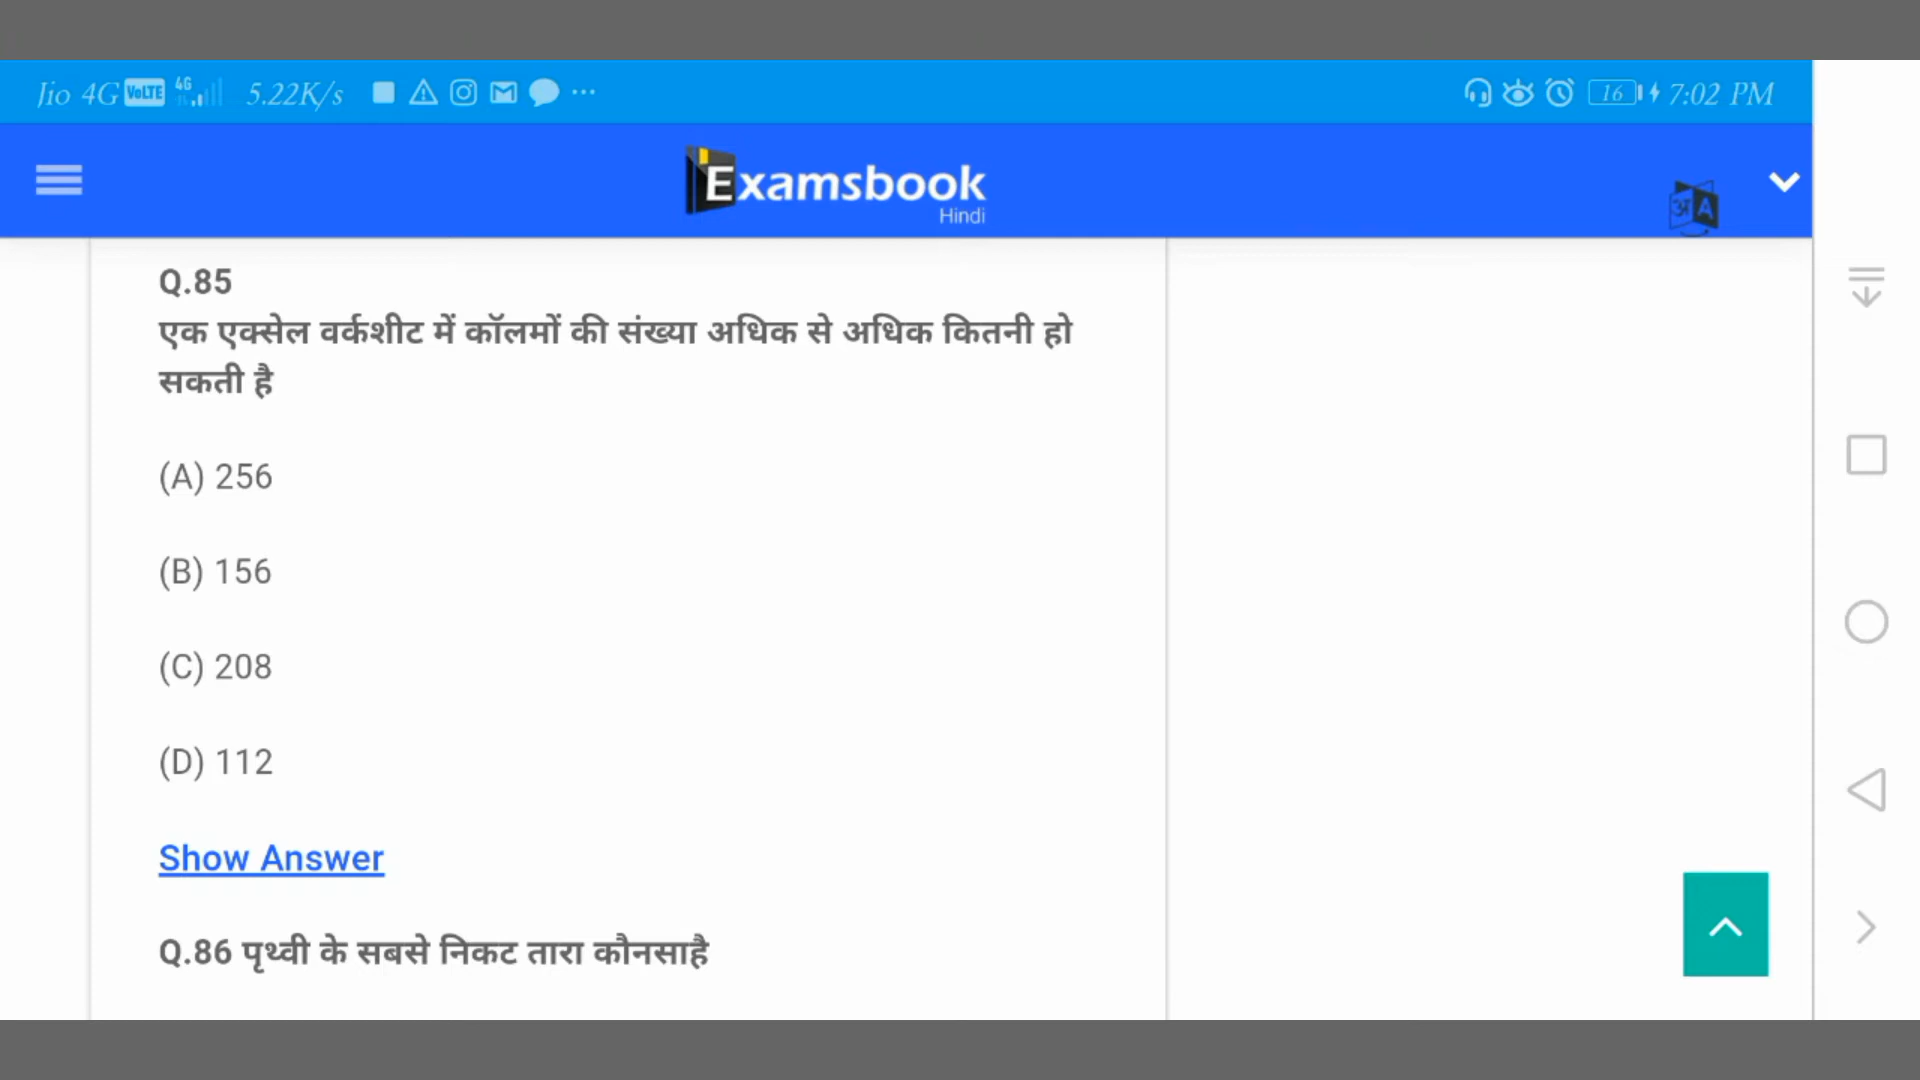 Jio 4G VoLTE 4G 5.22K/s ... 16 7:02 PM
Examsbook
Hindi
अ A
Q.85
एक एक्सेल वर्कशीट में कॉलमों की संख्या अधिक से अधिक कितनी हो
सकती है
(A) 256
(B) 156
(C) 208
(D) 112
Show Answer
Q.86 पृथ्वी के सबसे निकट तारा कौनसाहै